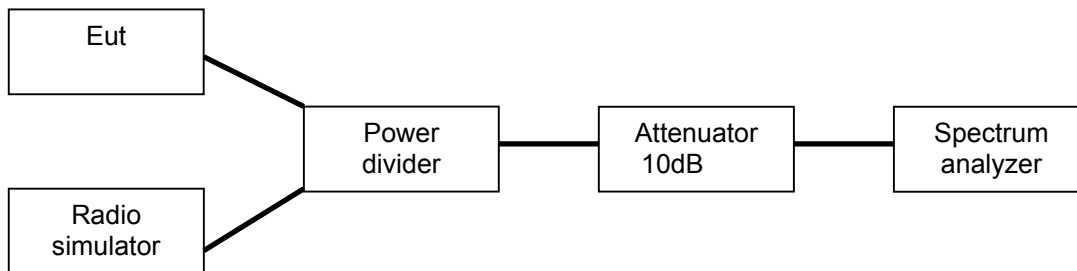 Eut
Power
divider
Attenuator
10dB
Spectrum
analyzer
Radio
simulator